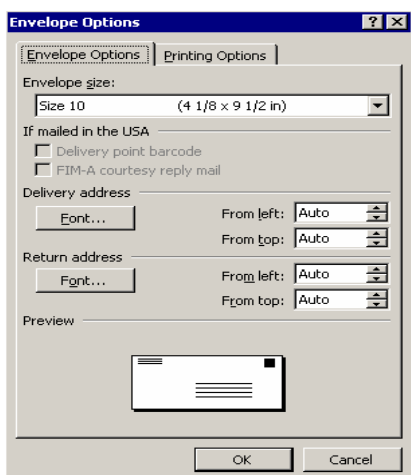 Envelope Options
Envelope Options Printing Options
Envelope size:
Size 10 (4 1/8 x 9 1/2 in)
If mailed in the USA
Delivery point barcode
FIM-A courtesy reply mail
Delivery address
Font... From left: Auto
From top: Auto
Return address
Font... From left: Auto
From top: Auto
Preview
OK Cancel